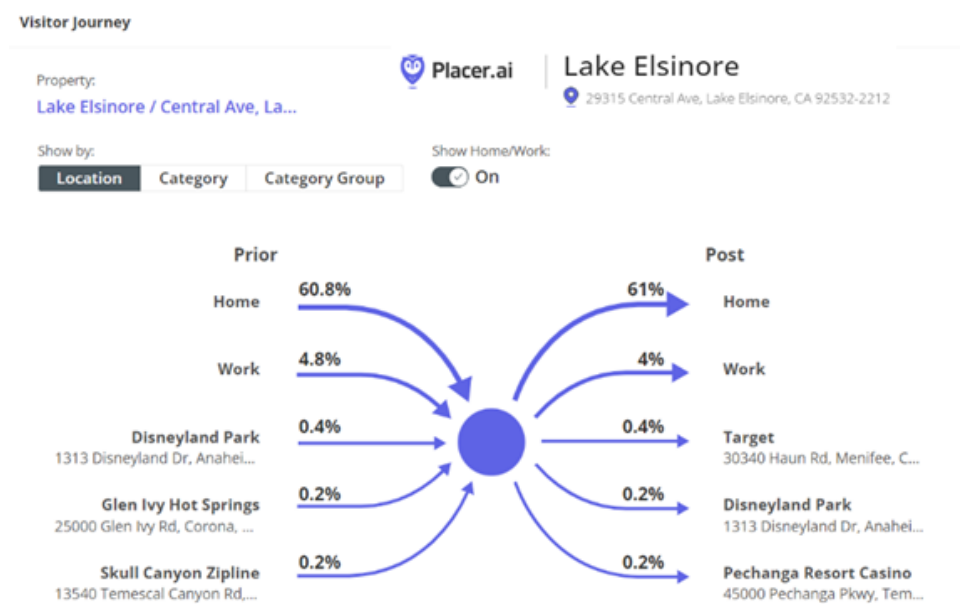 Visitor Journey
Placer.ai
Lake Elsinore
29315 Central Ave, Lake Elsinore, CA 92532-2212
Property:
Lake Elsinore / Central Ave, La...
Show by:
Location Category Category Group
Show Home/Work:
On
Prior
Home
60.8%
Work
4.8%
Disneyland Park
1313 Disneyland Dr, Anahei...
0.4%
Glen Ivy Hot Springs
25000 Glen Ivy Rd, Corona, ...
0.2%
Skull Canyon Zipline
13540 Temescal Canyon Rd,...
0.2%
Post
61%
Home
4%
Work
0.4%
Target
30340 Haun Rd, Menifee, C...
0.2%
Disneyland Park
1313 Disneyland Dr, Anahei...
0.2%
Pechanga Resort Casino
45000 Pechanga Pkwy, Tem...